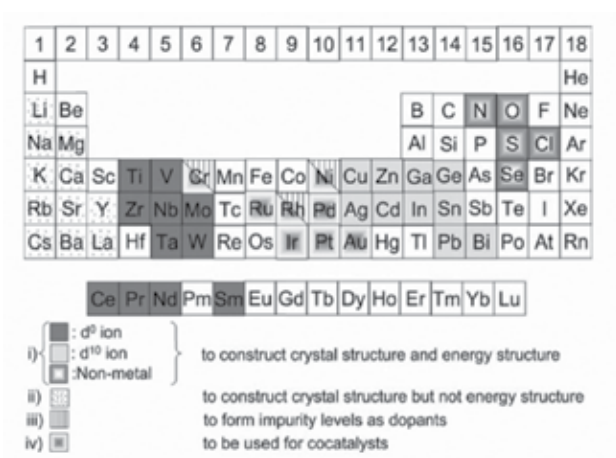 1 2 3 4 5 6 7 8 9 10 11 12 13 14 15 16 17 18
H He
Li Be B C N O F Ne
Na Mg Al Si P S Cl Ar
K Ca Sc Ti V Cr Mn Fe Co Ni Cu Zn Ga Ge As Se Br Kr
Rb Sr Y Zr Nb Mo Tc Ru Rh Pd Ag Cd In Sn Sb Te I Xe
Cs Ba La Hf Ta W Re Os Ir Pt Au Hg Tl Pb Bi Po At Rn
Ce Pr Nd Pm Sm Eu Gd Tb Dy Ho Er Tm Yb Lu
: d⁰ ion
i) : d¹⁰ ion to construct crystal structure and energy structure
:Non-metal
ii) to construct crystal structure but not energy structure
iii) to form impurity levels as dopants
iv) to be used for cocatalysts